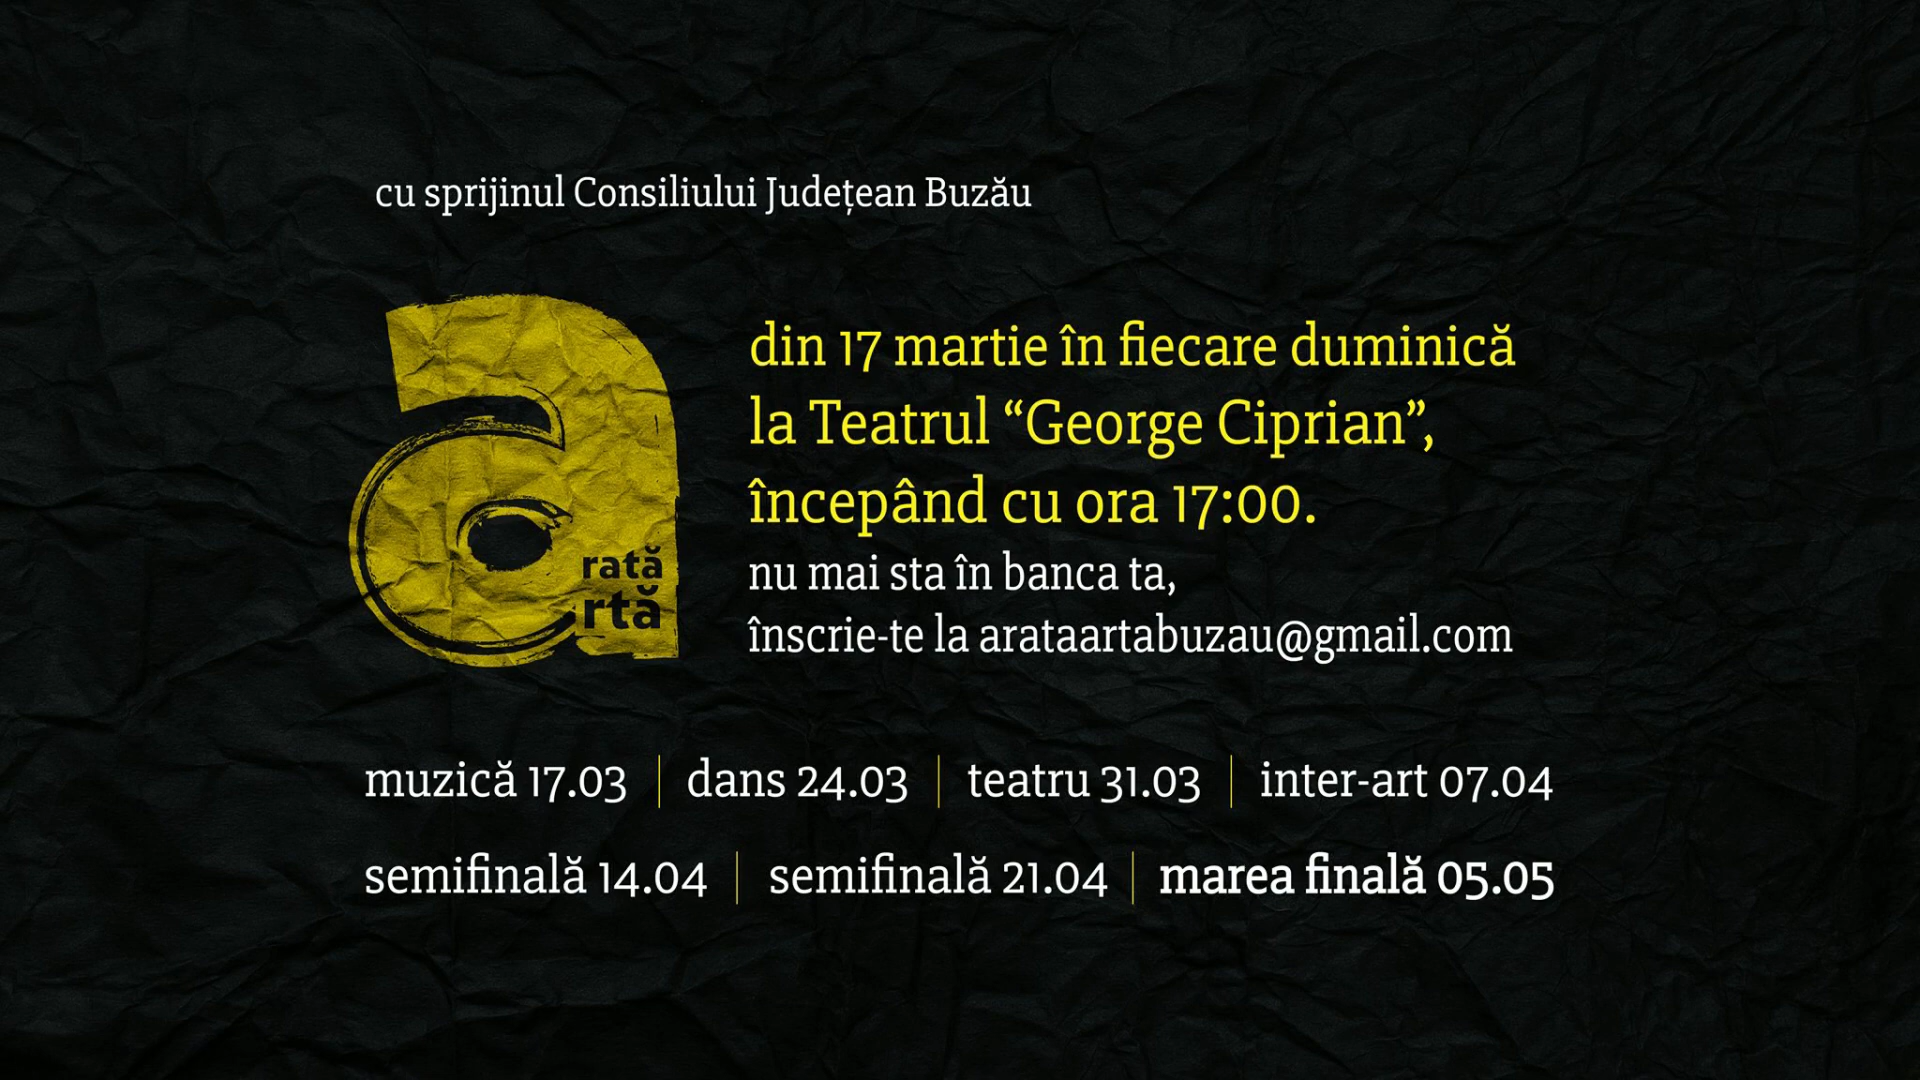 cu sprijinul Consiliului Județean Buzău
a
rată
rtă
din 17 martie în fiecare duminică
la Teatrul “George Ciprian”,
începând cu ora 17:00.
nu mai sta în banca ta,
înscrie-te la arataartabuzau@gmail.com
muzică 17.03 | dans 24.03 | teatru 31.03 | inter-art 07.04
semifinală 14.04 | semifinală 21.04 | marea finală 05.05